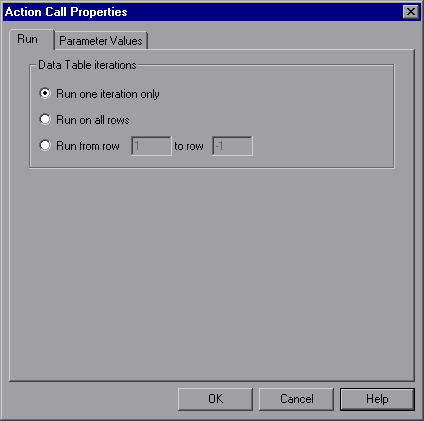 Action Call Properties
Run Parameter Values
Data Table iterations
Run one iteration only
Run on all rows
Run from row 1 to row -1
OK Cancel Help